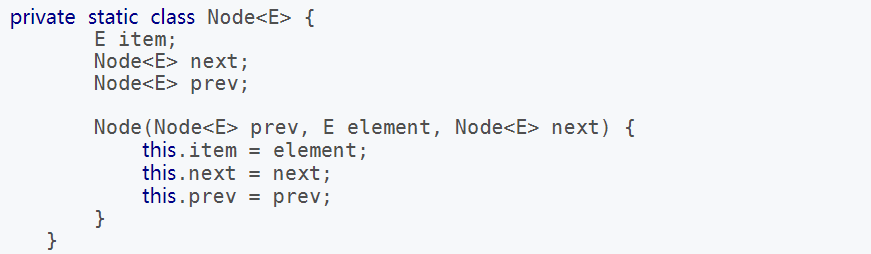 private static class Node<E> {
        E item;
        Node<E> next;
        Node<E> prev;

        Node(Node<E> prev, E element, Node<E> next) {
            this.item = element;
            this.next = next;
            this.prev = prev;
        }
    }